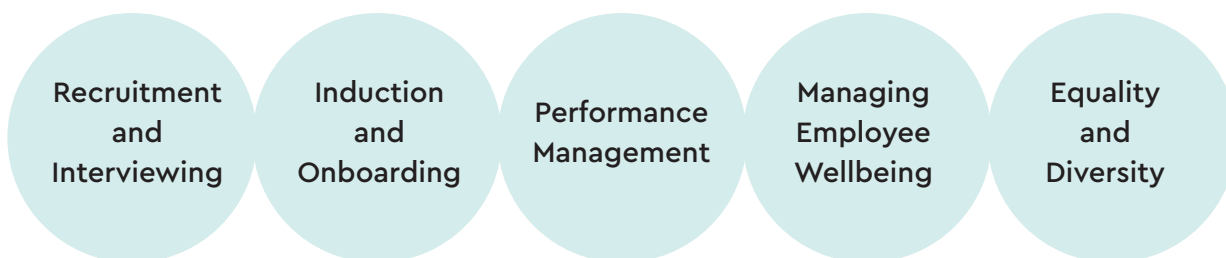 Recruitment
and
Interviewing
Induction
and
Onboarding
Performance
Management
Managing
Employee
Wellbeing
Equality
and
Diversity